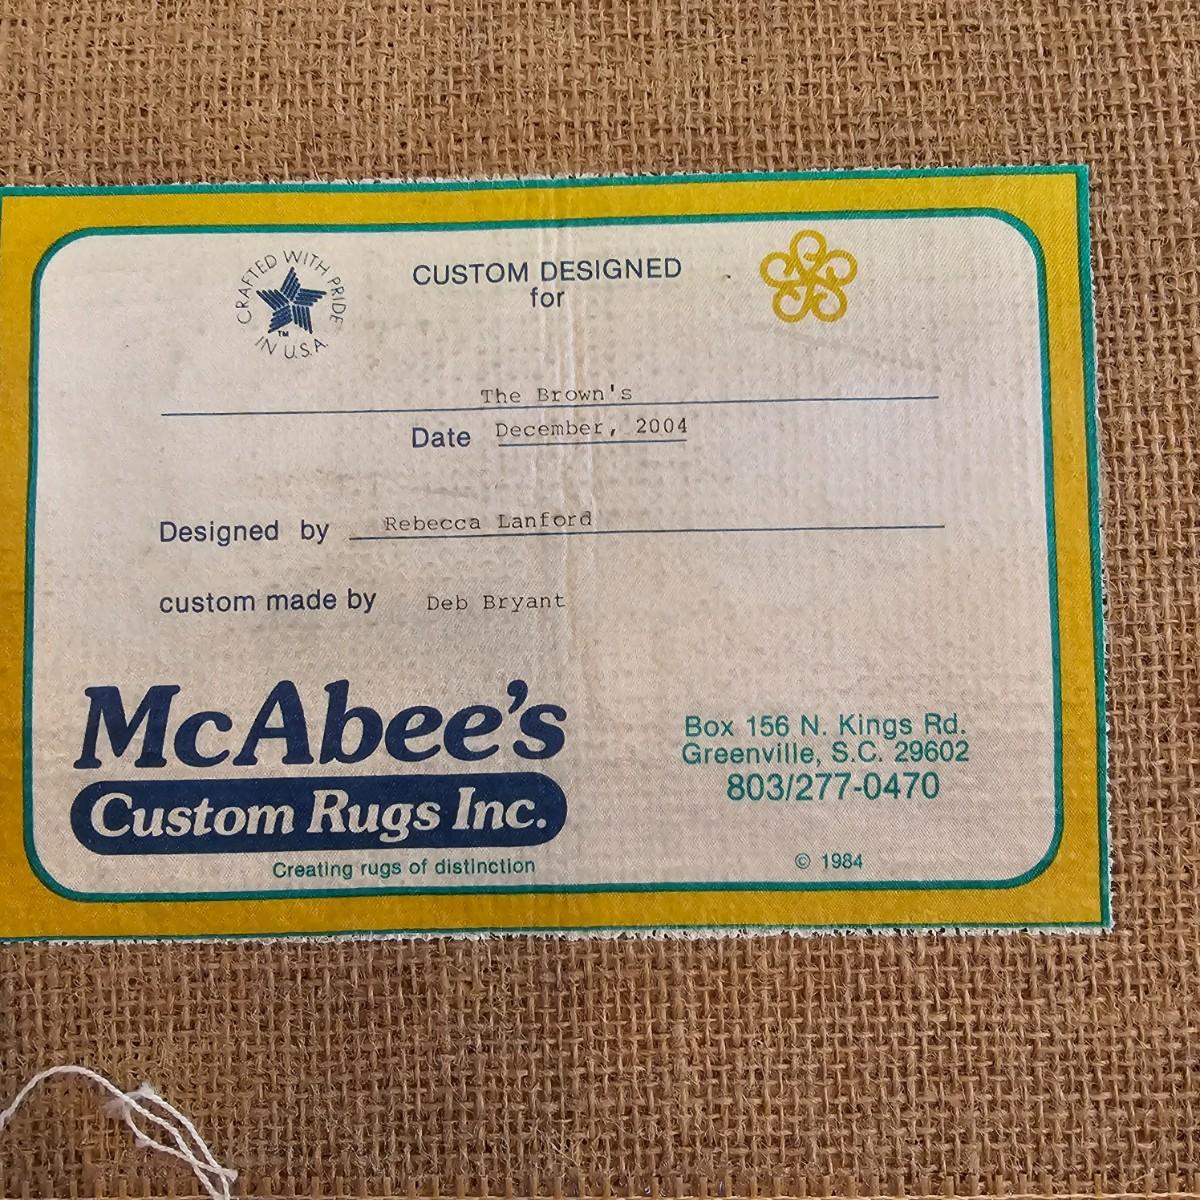 CRAFTED WITH PRIDE
IN U.S.A.
TM
CUSTOM DESIGNED
for
The Brown's
Date December, 2004
Designed by Rebecca Lanford
custom made by Deb Bryant
McAbee's
Custom Rugs Inc.
Creating rugs of distinction
Box 156 N. Kings Rd.
Greenville, S.C. 29602
803/277-0470
© 1984